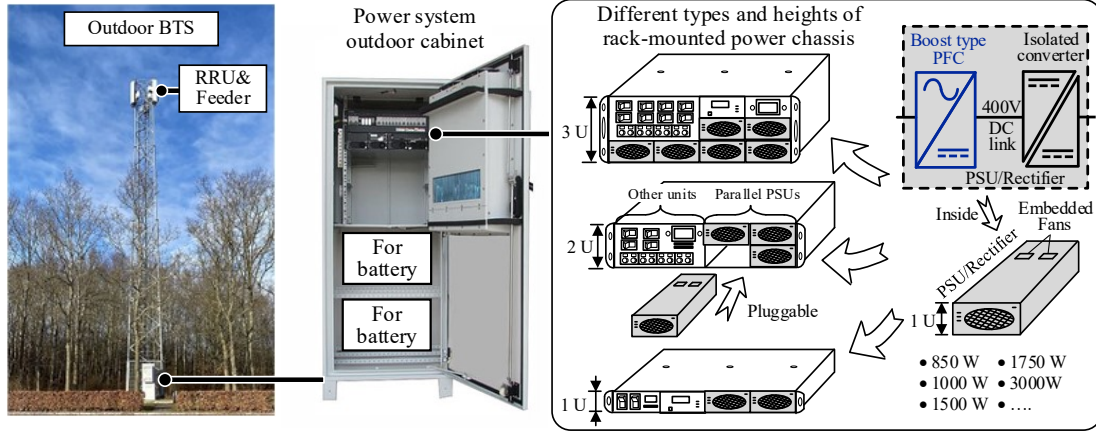 Outdoor BTS
RRU&
Feeder
Power system
outdoor cabinet
For
battery
For
battery
Different types and heights of
rack-mounted power chassis
3 U
Other units
Parallel PSUs
2 U
Pluggable
1 U
Boost type
PFC
Isolated
converter
400V
DC
link
PSU/Rectifier
Inside
Embedded
Fans
PSU/Rectifier
1 U
• 850 W • 1750 W
• 1000 W • 3000W
• 1500 W • ....